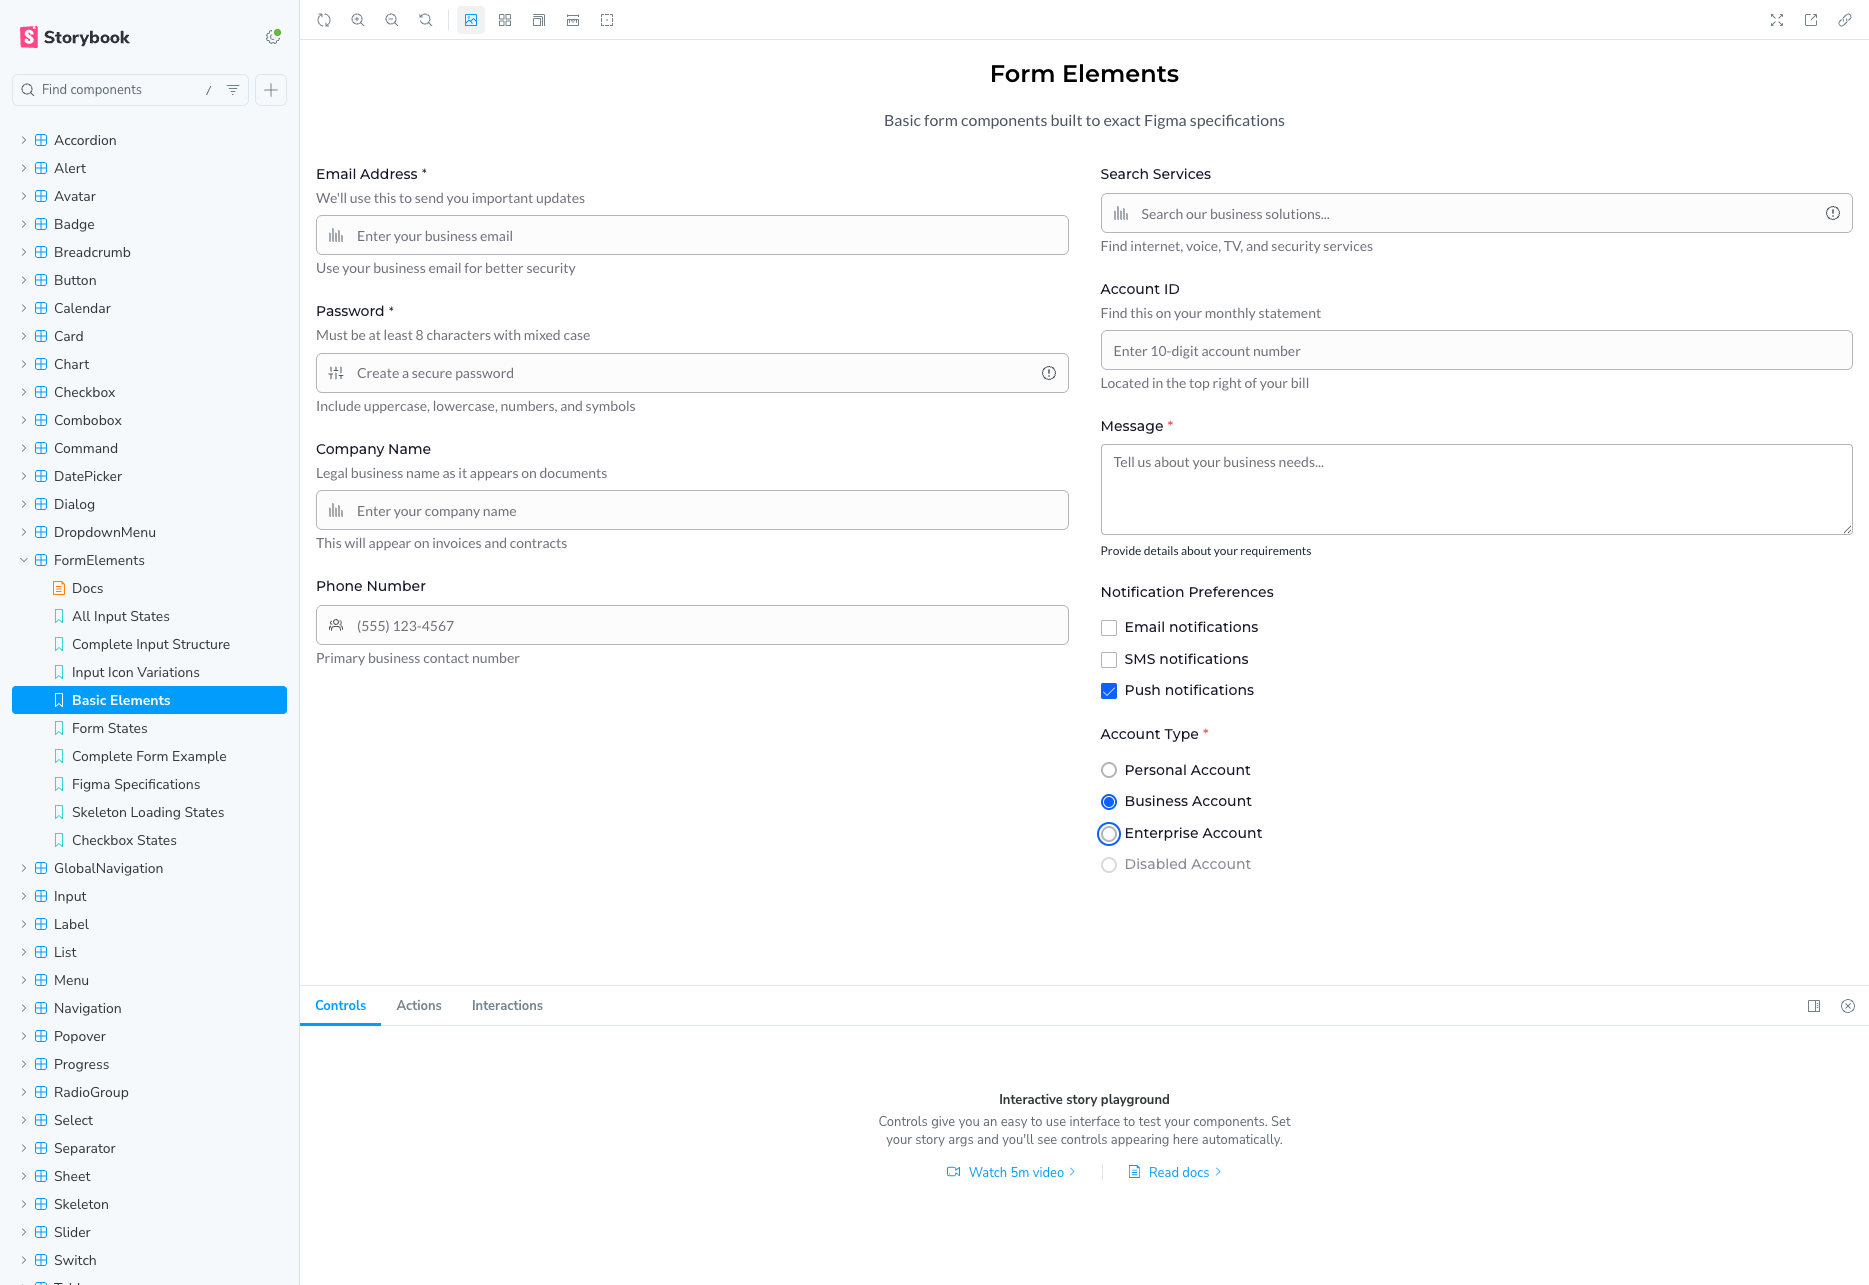 Storybook
Find components
/
Accordion
Alert
Avatar
Badge
Breadcrumb
Button
Calendar
Card
Chart
Checkbox
Combobox
Command
DatePicker
Dialog
DropdownMenu
FormElements
Docs
All Input States
Complete Input Structure
Input Icon Variations
Basic Elements
Form States
Complete Form Example
Figma Specifications
Skeleton Loading States
Checkbox States
GlobalNavigation
Input
Label
List
Menu
Navigation
Popover
Progress
RadioGroup
Select
Separator
Sheet
Skeleton
Slider
Switch
Form Elements
Basic form components built to exact Figma specifications
Email Address *
We'll use this to send you important updates
Enter your business email
Use your business email for better security
Password *
Must be at least 8 characters with mixed case
Create a secure password
Include uppercase, lowercase, numbers, and symbols
Company Name
Legal business name as it appears on documents
Enter your company name
This will appear on invoices and contracts
Phone Number
(555) 123-4567
Primary business contact number
Search Services
Search our business solutions...
Find internet, voice, TV, and security services
Account ID
Find this on your monthly statement
Enter 10-digit account number
Located in the top right of your bill
Message *
Tell us about your business needs...
Provide details about your requirements
Notification Preferences
Email notifications
SMS notifications
Push notifications
Account Type *
Personal Account
Business Account
Enterprise Account
Disabled Account
Controls
Actions
Interactions
Interactive story playground
Controls give you an easy to use interface to test your components. Set
your story args and you'll see controls appearing here automatically.
Watch 5m video
Read docs